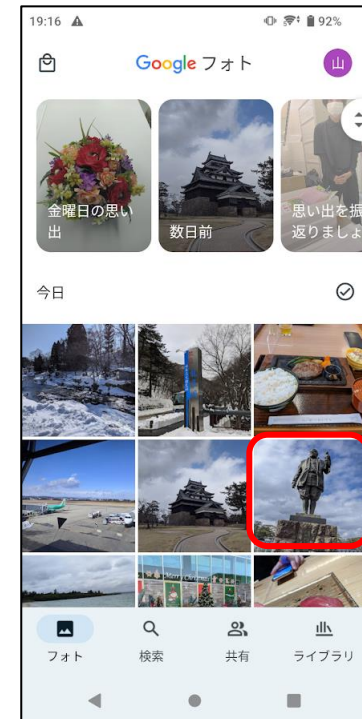 19:16
92%
Google フォト
山
金曜日の思い
出
数日前
思い出を振
返りましょ
今日
フォト
検索
共有
ライブラリ